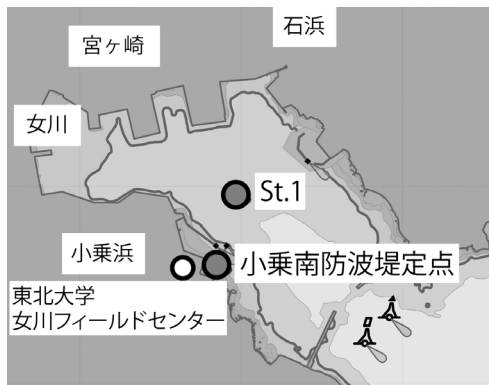 石浜
宮ヶ崎
女川
St.1
小乗浜
小乗南防波堤定点
東北大学
女川フィールドセンター